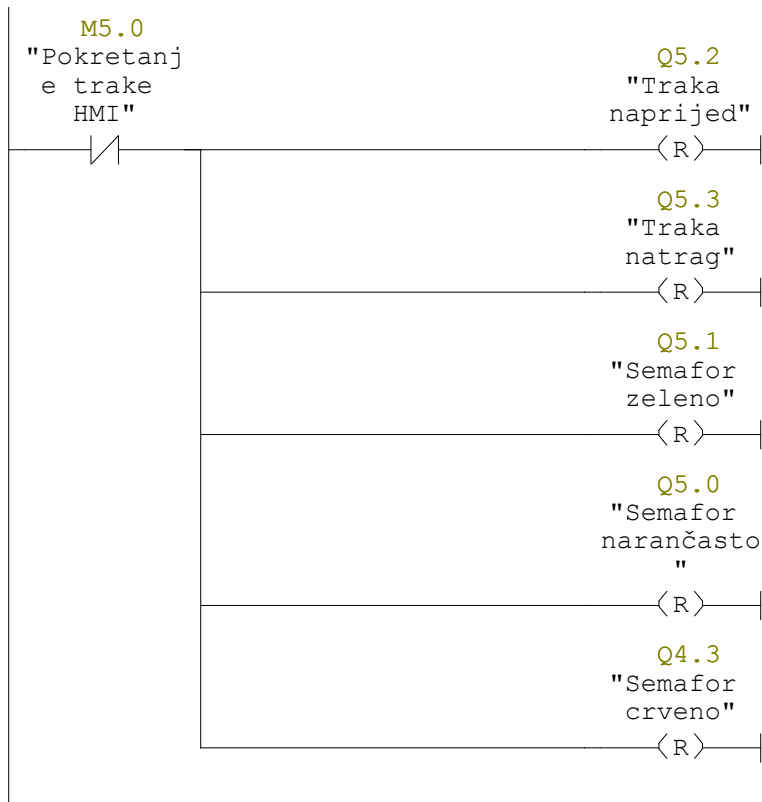 M5.0
"Pokretanj
e trake
HMI"
Q5.2
"Traka
naprijed"
R
Q5.3
"Traka
natrag"
R
Q5.1
"Semafor
zeleno"
R
Q5.0
"Semafor
narančasto
"
R
Q4.3
"Semafor
crveno"
R